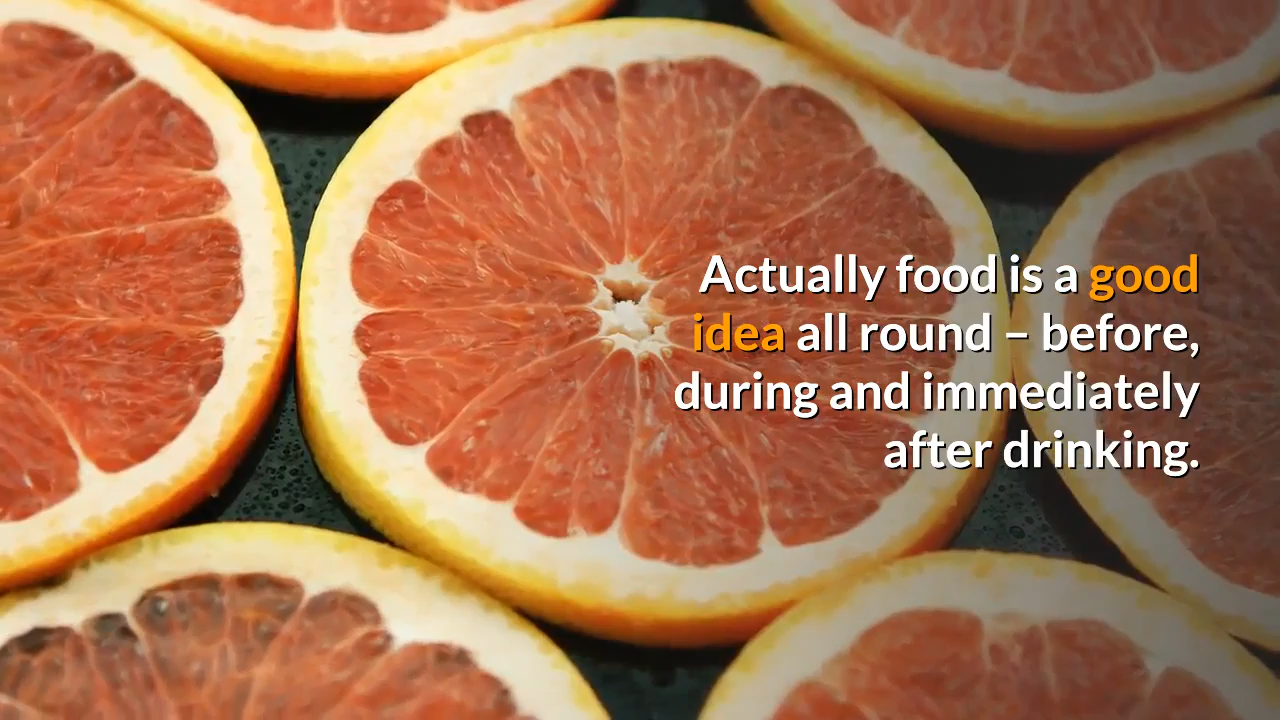 Actually food is a good
idea all round – before,
during and immediately
after drinking.